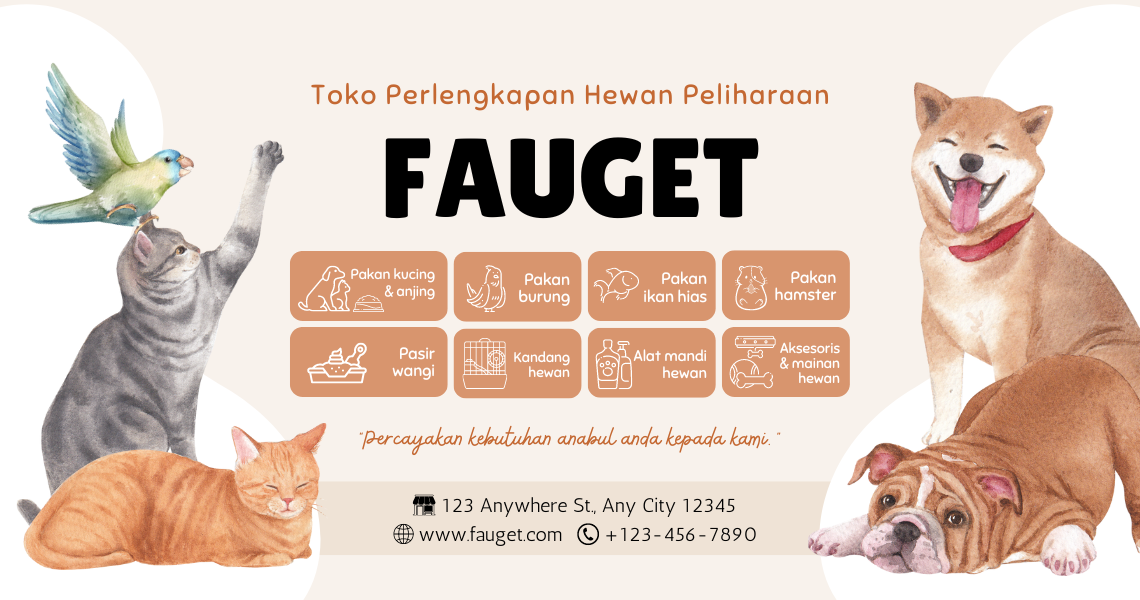 Toko Perlengkapan Hewan Peliharaan
FAUGET
Pakan kucing
& anjing
Pakan
burung
Pakan
ikan hias
Pakan
hamster
Pasir
wangi
Kandang
hewan
Alat mandi
hewan
Aksesoris
& mainan
hewan
"Percayakan kebutuhan anabul anda kepada kami. "
123 Anywhere St., Any City 12345
www.fauget.com +123-456-7890